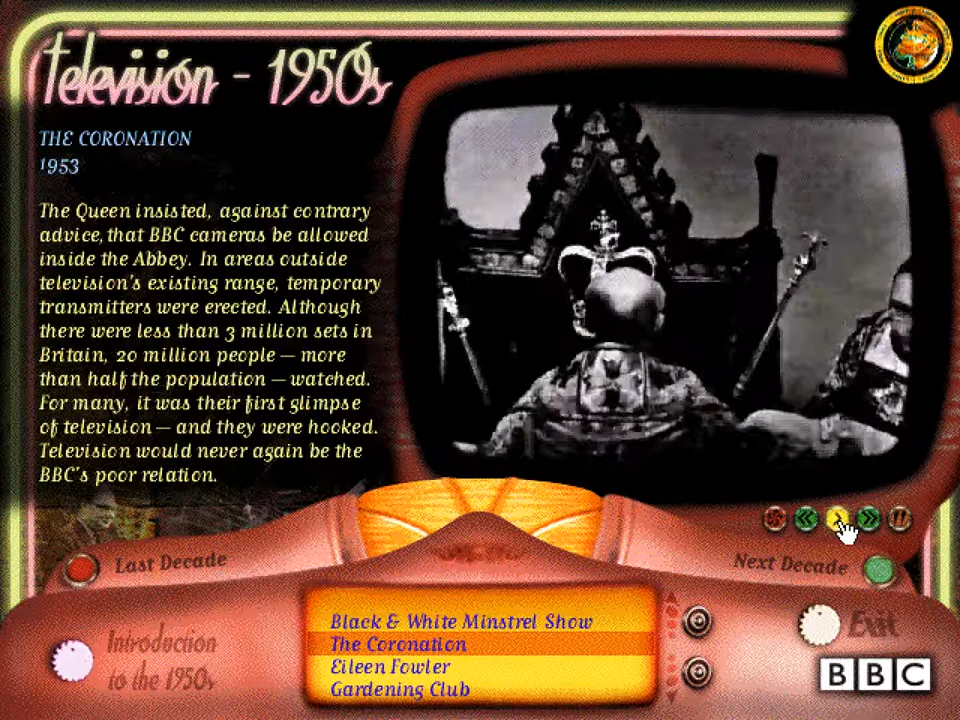 Television - 1950s
THE CORONATION
1953
The Queen insisted, against contrary
advice, that BBC cameras be allowed
inside the Abbey. In areas outside
television's existing range, temporary
transmitters were erected. Although
there were less than 3 million sets in
Britain, 20 million people — more
than half the population — watched.
For many, it was their first glimpse
of television — and they were hooked.
Television would never again be the
BBC's poor relation.
Last Decade
Next Decade
Introduction
to the 1950s
Black & White Minstrel Show
The Coronation
Eileen Fowler
Gardening Club
Exit
BBC